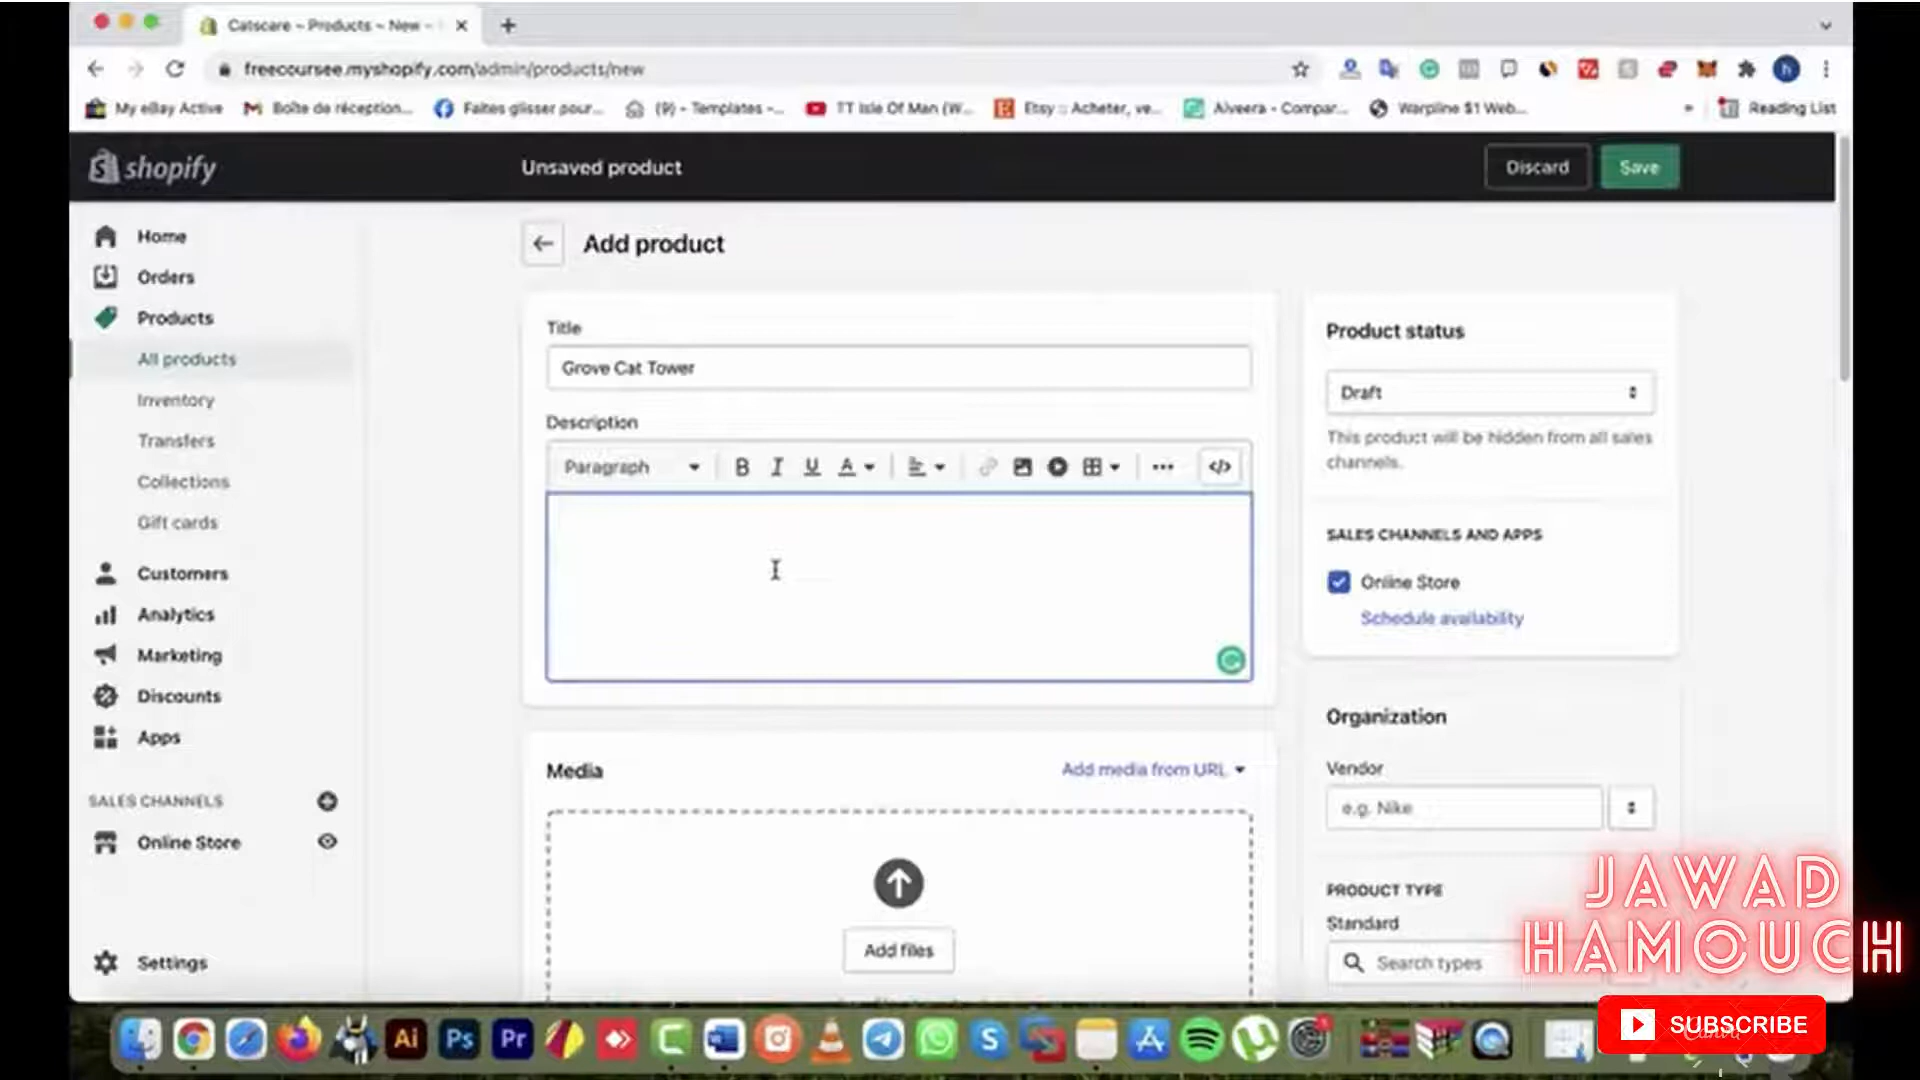 Catscare ~ Products ~ New ~
freecoursee.myshopify.com/admin/products/new
My eBay Active
Boîte de réception...
Faites glisser pour...
(9) - Templates -...
TT Isle Of Man (W...
Etsy :: Acheter, ve...
Alveera - Compar...
Warpline $1 Web...
»
Reading List
shopify
Unsaved product
Discard
Save
Home
Orders
Products
All products
Inventory
Transfers
Collections
Gift cards
Customers
Analytics
Marketing
Discounts
Apps
SALES CHANNELS
Online Store
Settings
Add product
Title
Grove Cat Tower
Description
Paragraph
B I U A
</>
Media
Add media from URL
Add files
Product status
Draft
This product will be hidden from all sales
channels.
SALES CHANNELS AND APPS
Online Store
Schedule availability
Organization
Vendor
e.g. Nike
PRODUCT TYPE
Standard
Search types
JAWAD
HAMOUCH
SUBSCRIBE
Canva
Ai
Ps
Pr